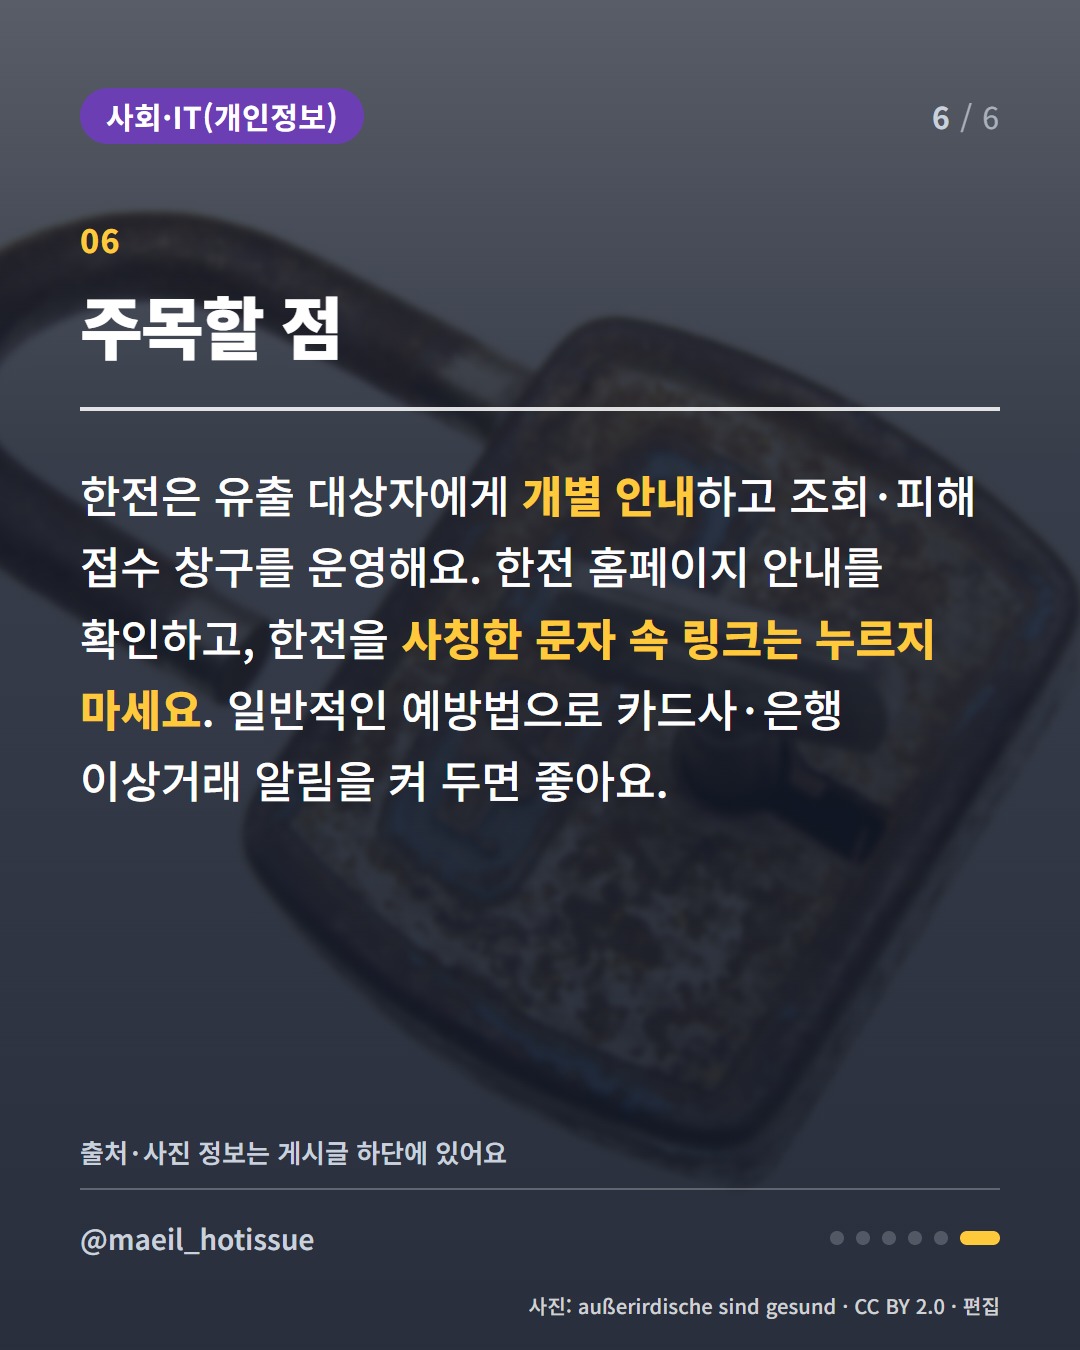 사회·IT(개인정보)
6 / 6
06
주목할 점
한전은 유출 대상자에게 개별 안내하고 조회·피해
접수 창구를 운영해요. 한전 홈페이지 안내를
확인하고, 한전을 사칭한 문자 속 링크는 누르지
마세요. 일반적인 예방법으로 카드사·은행
이상거래 알림을 켜 두면 좋아요.
출처·사진 정보는 게시글 하단에 있어요
@maeil_hotissue
사진: außerirdische sind gesund · CC BY 2.0 · 편집